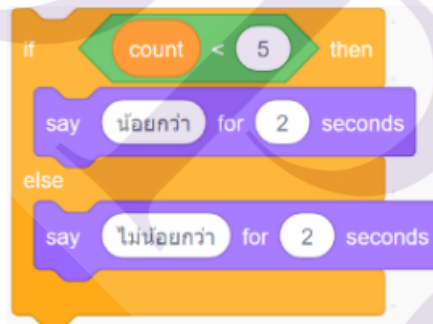 if count < 5 then
say น้อยกว่า for 2 seconds
else
say ไม่น้อยกว่า for 2 seconds